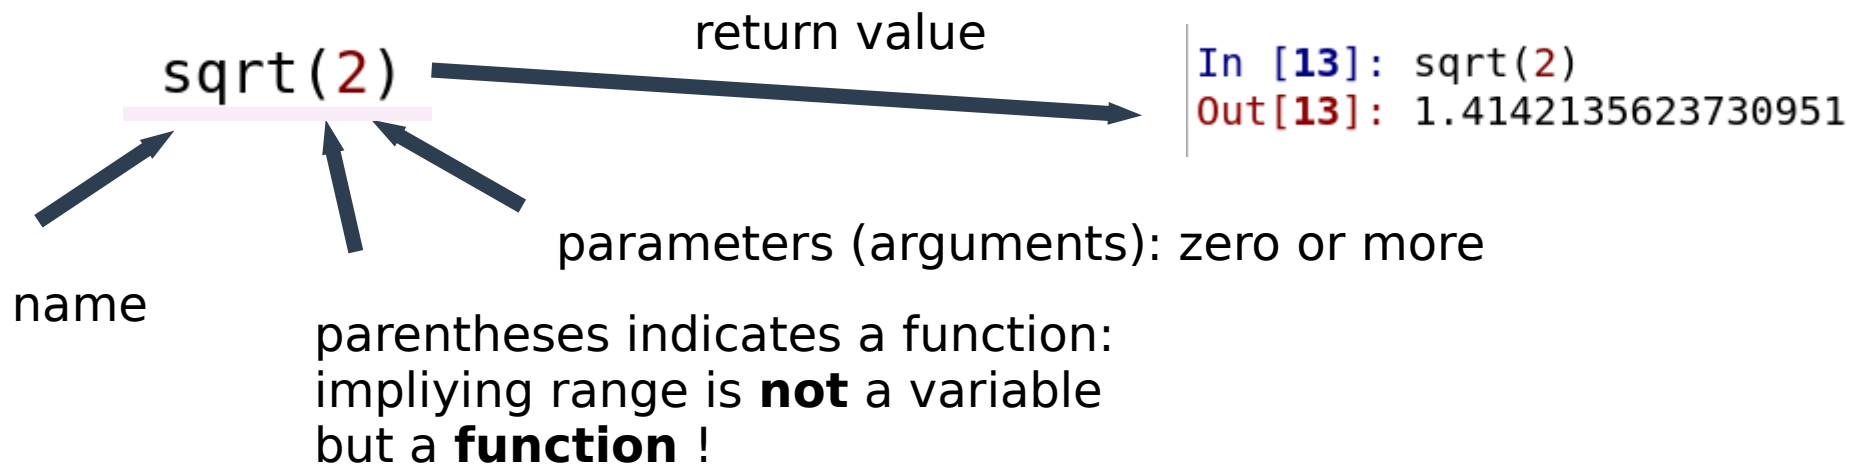 return value
sqrt(2)
In [13]: sqrt(2)
Out[13]: 1.4142135623730951
parameters (arguments): zero or more
name
parentheses indicates a function:
impliying range is not a variable
but a function !